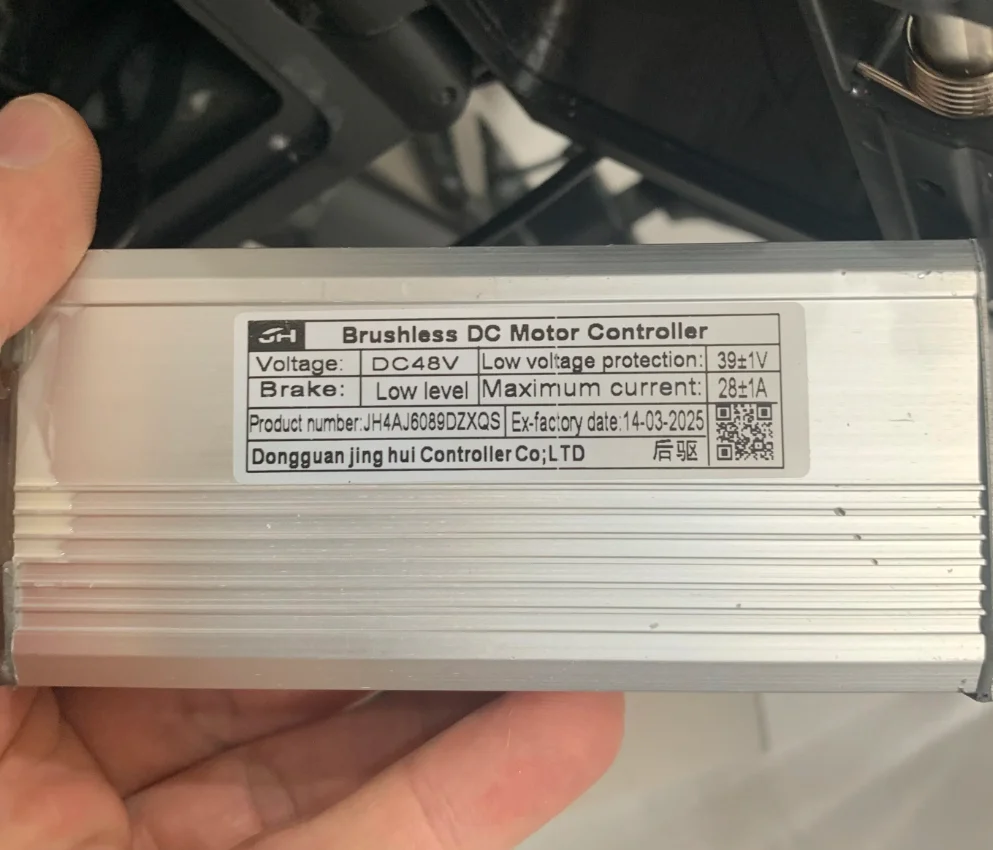 JH
Brushless DC Motor Controller
Voltage: DC48V Low voltage protection: 39±1V
Brake: Low level Maximum current: 28±1A
Product number:JH4AJ6089DZXQS Ex-factory date:14-03-2025
Dongguan jing hui Controller Co;LTD 后驱